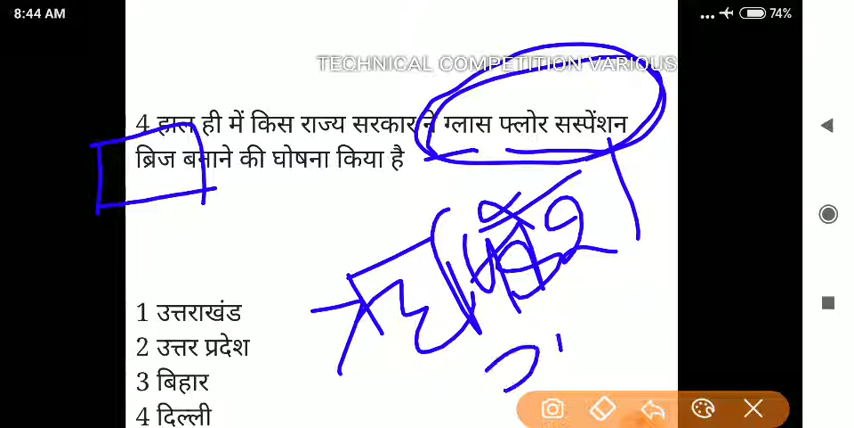 8:44 AM
74%
TECHNICAL COMPETITION VARIOUS
4 हाल ही में किस राज्य सरकार ने ग्लास फ्लोर सस्पेंशन
ब्रिज बनाने की घोषना किया है
1 उत्तराखंड
2 उत्तर प्रदेश
3 बिहार
4 दिल्ली